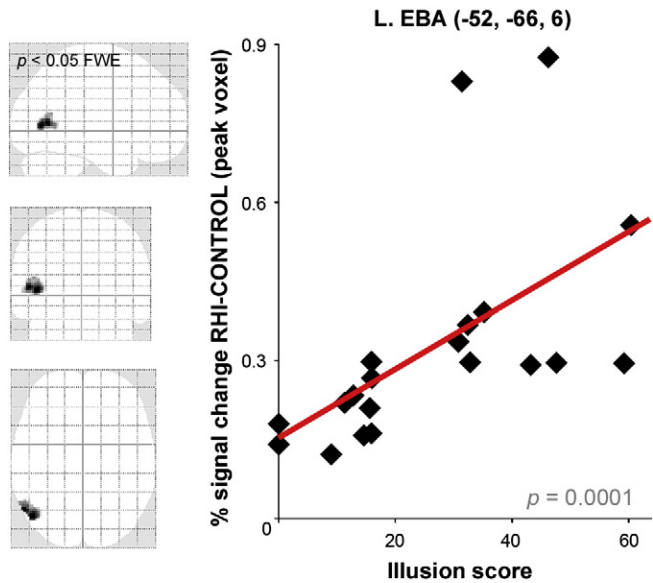 L. EBA (-52, -66, 6)
p < 0.05 FWE
% signal change RHI-CONTROL (peak voxel)
0.9
0.6
0.3
0
20
40
60
p = 0.0001
Illusion score